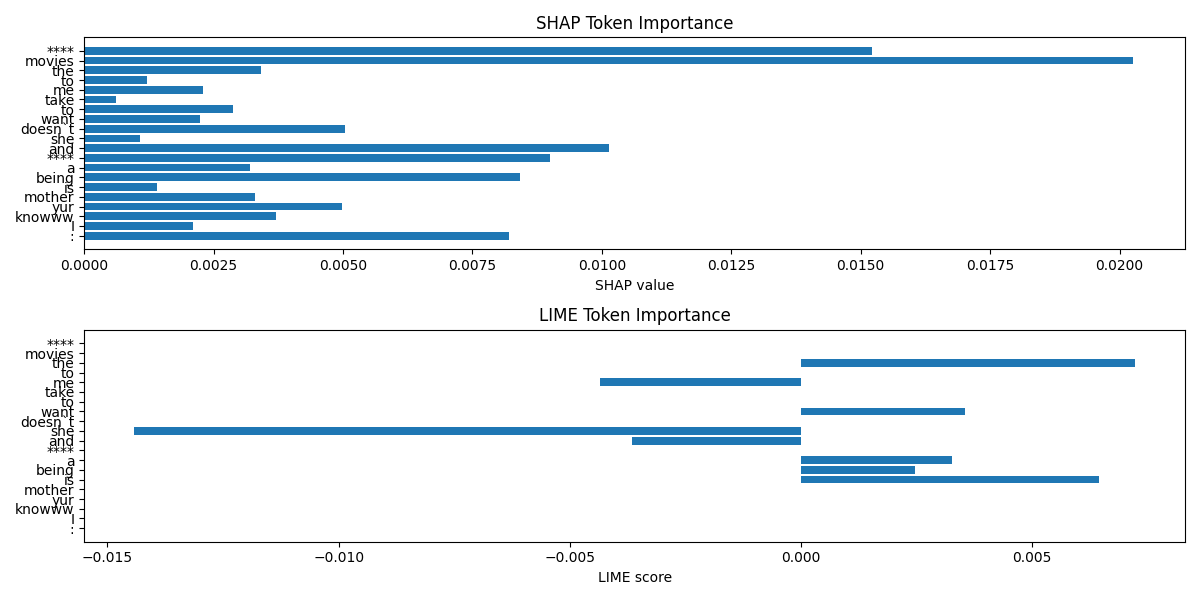 SHAP Token Importance
****
movies
the
to
me
take
to
want
doesn`t
she
and
****
a
being
is
mother
yur
knowww
I
:
0.0000 0.0025 0.0050 0.0075 0.0100 0.0125 0.0150 0.0175 0.0200
SHAP value
LIME Token Importance
****
movies
the
to
me
take
to
want
doesn`t
she
and
****
a
being
is
mother
yur
knowww
I
:
−0.015 −0.010 −0.005 0.000 0.005
LIME score